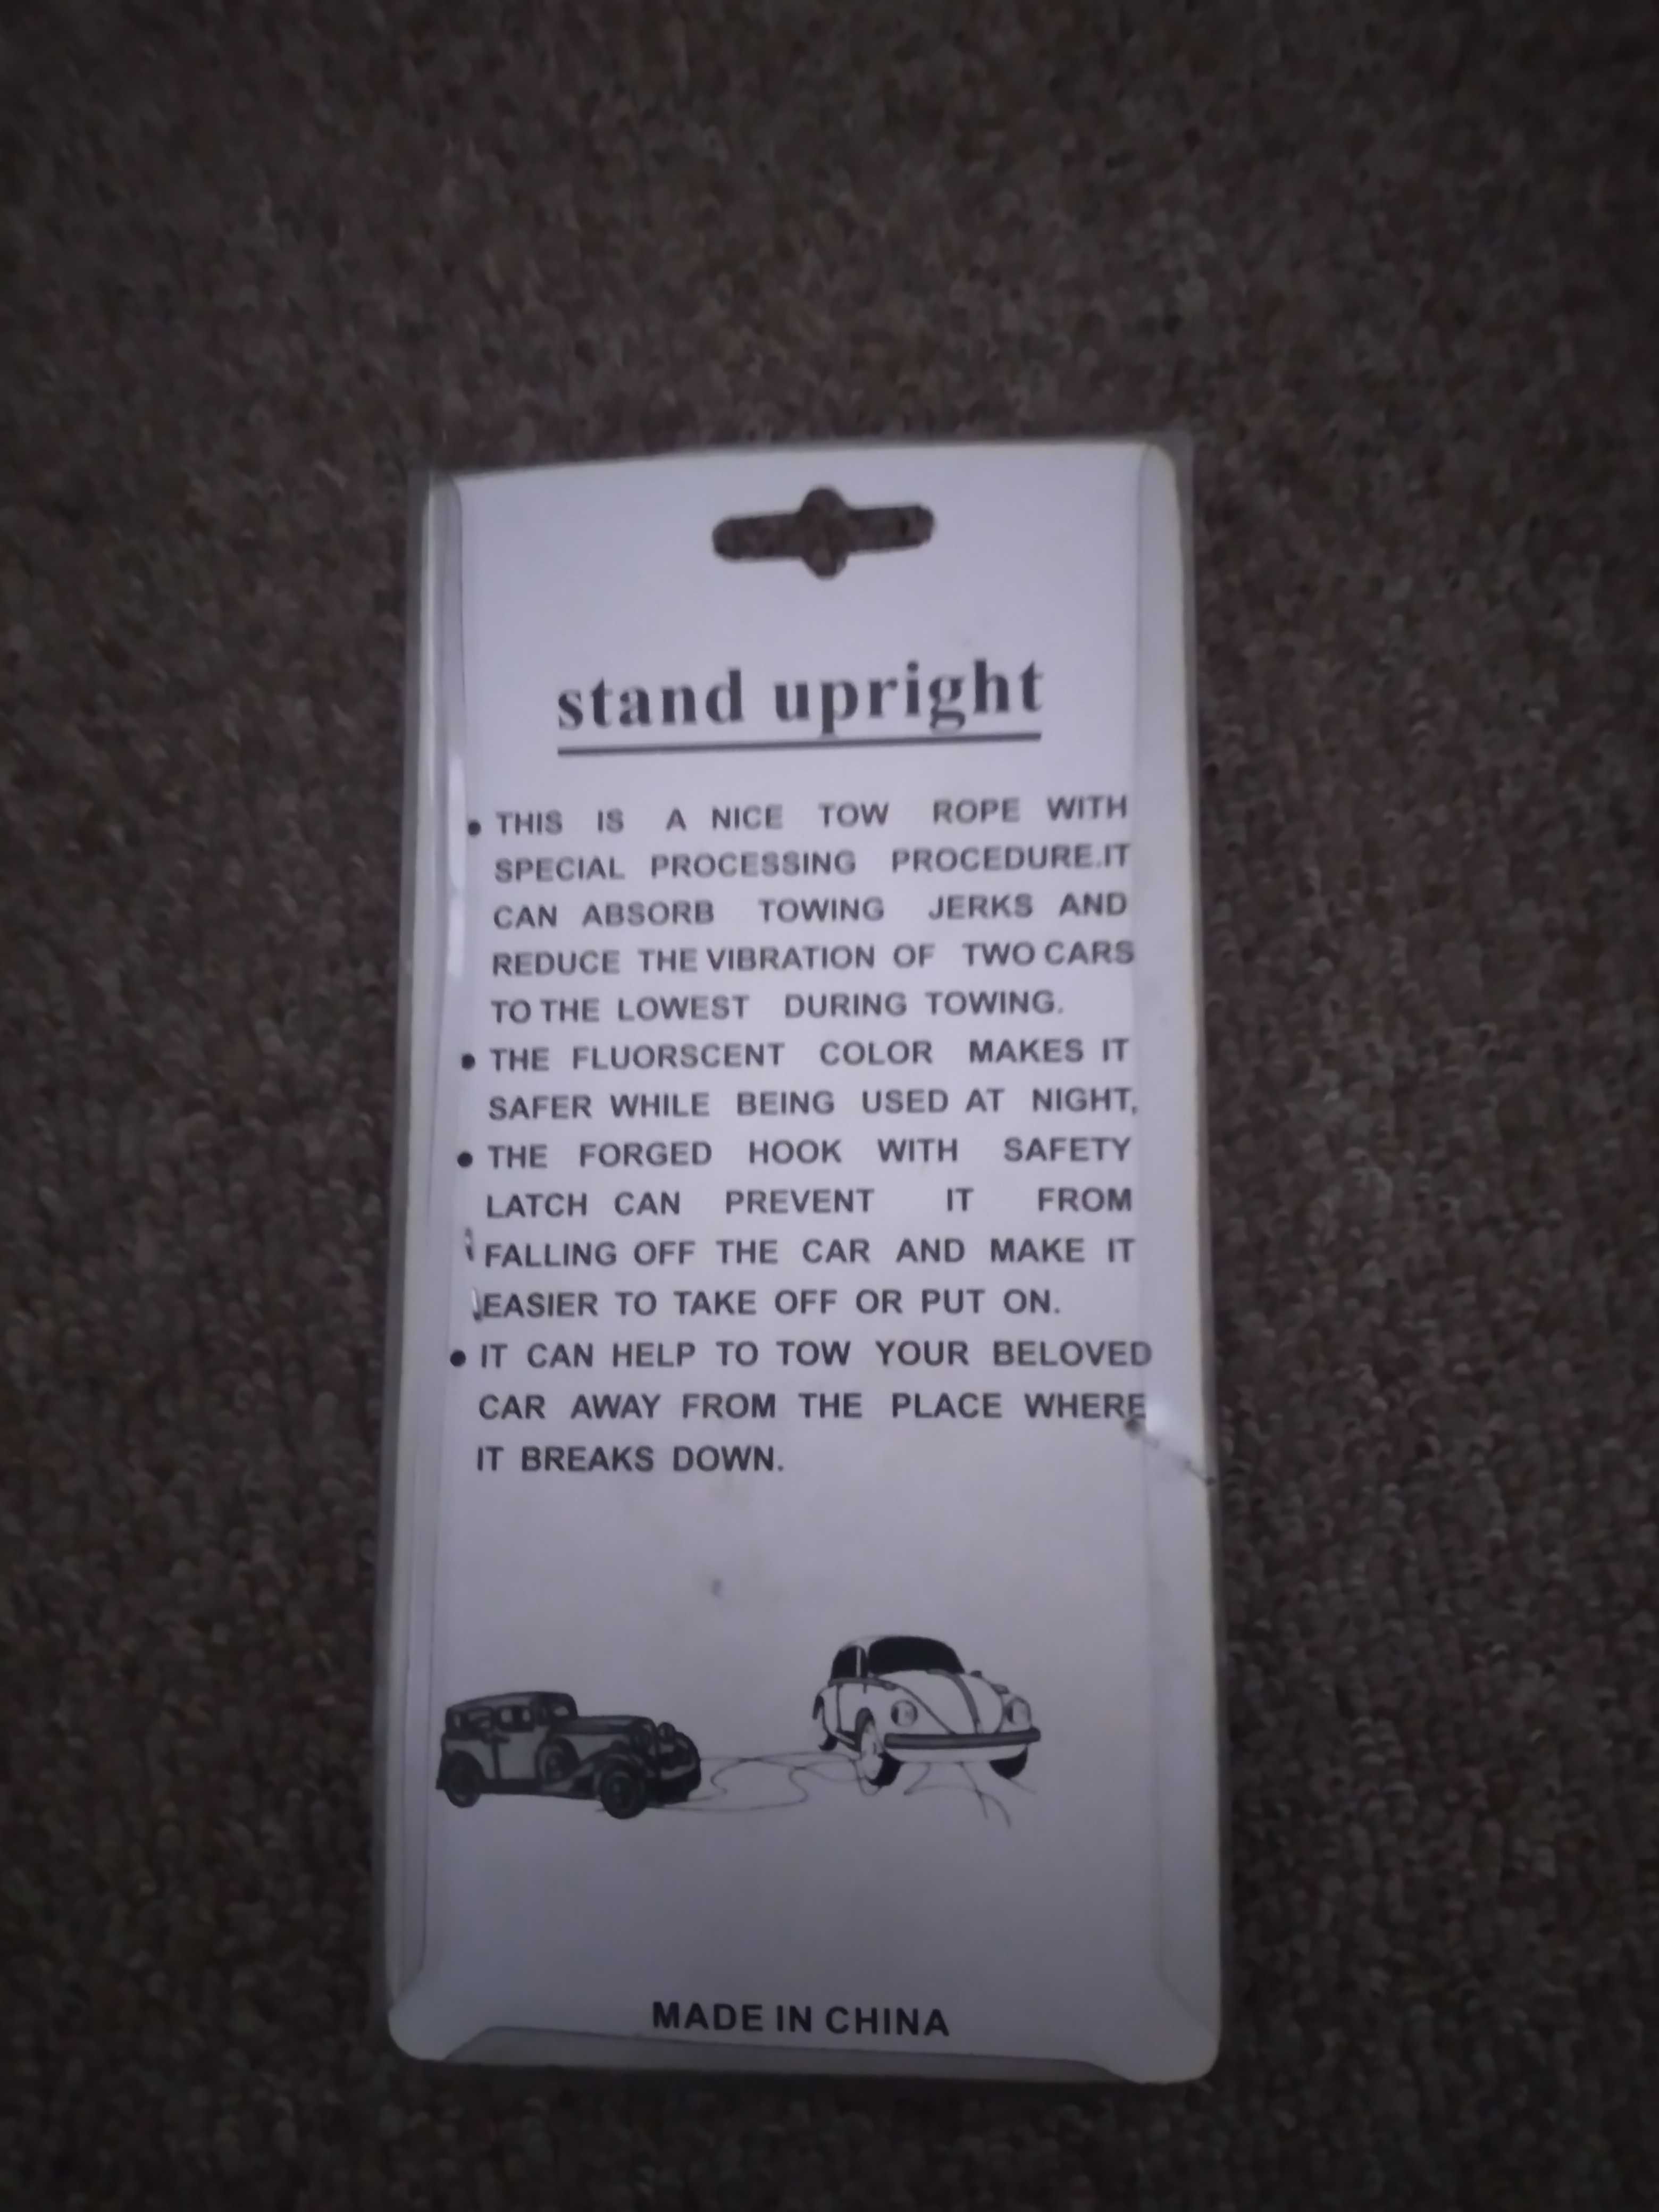 stand upright
• THIS IS A NICE TOW ROPE WITH
SPECIAL PROCESSING PROCEDURE.IT
CAN ABSORB TOWING JERKS AND
REDUCE THE VIBRATION OF TWO CARS
TO THE LOWEST DURING TOWING.
• THE FLUORSCENT COLOR MAKES IT
SAFER WHILE BEING USED AT NIGHT,
• THE FORGED HOOK WITH SAFETY
LATCH CAN PREVENT IT FROM
FALLING OFF THE CAR AND MAKE IT
EASIER TO TAKE OFF OR PUT ON.
• IT CAN HELP TO TOW YOUR BELOVED
CAR AWAY FROM THE PLACE WHERE
IT BREAKS DOWN.
MADE IN CHINA